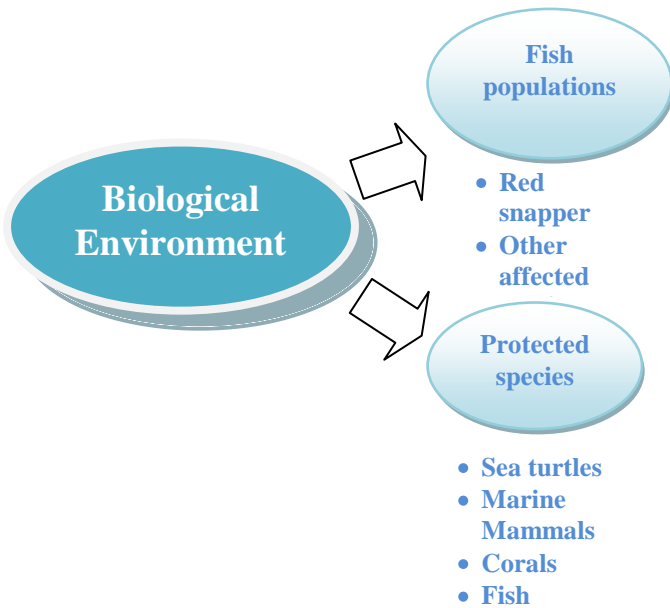 Biological
Environment
Fish
populations
• Red
snapper
• Other
affected
Protected
species
• Sea turtles
• Marine
Mammals
• Corals
• Fish